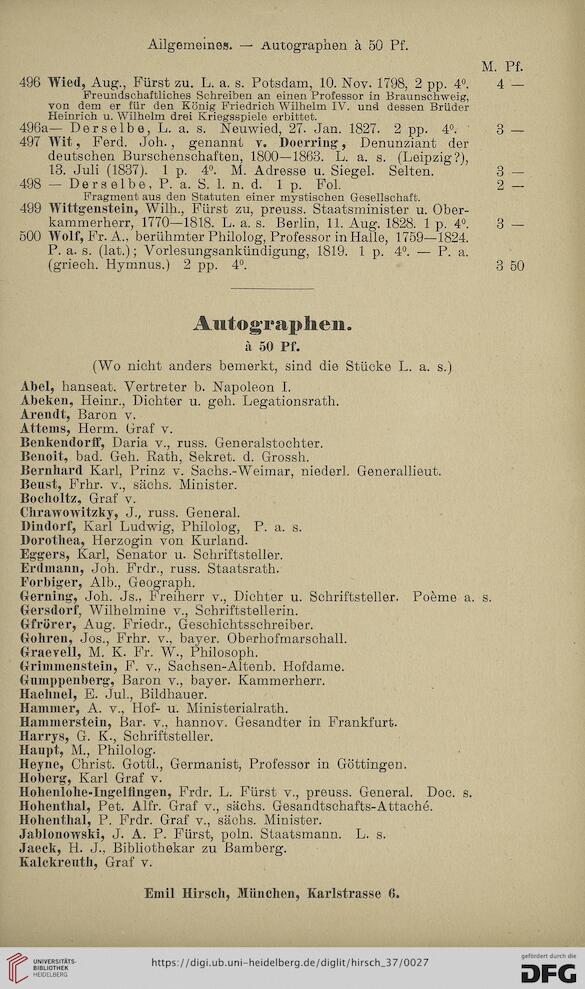 Allgemeines. — Autographen à 50 Pf.
M. Pf.
496 Wied, Aug., Fürst zu. L. a. s. Potsdam, 10. Nov. 1798, 2 pp. 4⁰. 4 —
Freundschaftliches Schreiben an einen Professor in Braunschweig,
von dem er für den König Friedrich Wilhelm IV. und dessen Brüder
Heinrich u. Wilhelm drei Kriegsspiele erbittet.
496a— Derselbe, L. a. s. Neuwied, 27. Jan. 1827. 2 pp. 4⁰. 3 —
497 Wit, Ferd. Joh., genannt v. Doerring, Denunziant der
deutschen Burschenschaften, 1800—1863. L. a. s. (Leipzig?),
13. Juli (1837). 1 p. 4⁰. M. Adresse u. Siegel. Selten. 3 —
498 — Derselbe, P. a. S. l. n. d. 1 p. Fol. 2 —
Fragment aus den Statuten einer mystischen Gesellschaft.
499 Wittgenstein, Wilh., Fürst zu, preuss. Staatsminister u. Ober-
kammerherr, 1770—1818. L. a. s. Berlin, 11. Aug. 1828. 1 p. 4⁰. 3 —
500 Wolf, Fr. A., berühmter Philolog, Professor in Halle, 1759—1824.
P. a. s. (lat.); Vorlesungsankündigung, 1819. 1 p. 4⁰. — P. a.
(griech. Hymnus.) 2 pp. 4⁰. 3 50
Autographen.
à 50 Pf.
(Wo nicht anders bemerkt, sind die Stücke L. a. s.)
Abel, hanseat. Vertreter b. Napoleon I.
Abeken, Heinr., Dichter u. geh. Legationsrath.
Arendt, Baron v.
Attems, Herm. Graf v.
Benkendorff, Daria v., russ. Generalstochter.
Benoit, bad. Geh. Rath, Sekret. d. Grossh.
Bernhard Karl, Prinz v. Sachs.-Weimar, niederl. Generallieut.
Beust, Frhr. v., sächs. Minister.
Bocholtz, Graf v.
Chrawowitzky, J., russ. General.
Dindorf, Karl Ludwig, Philolog, P. a. s.
Dorothea, Herzogin von Kurland.
Eggers, Karl, Senator u. Schriftsteller.
Erdmann, Joh. Frdr., russ. Staatsrath.
Forbiger, Alb., Geograph.
Gerning, Joh. Js., Freiherr v., Dichter u. Schriftsteller. Poème a. s.
Gersdorf, Wilhelmine v., Schriftstellerin.
Gfrörer, Aug. Friedr., Geschichtsschreiber.
Gohren, Jos., Frhr. v., bayer. Oberhofmarschall.
Graevell, M. K. Fr. W., Philosoph.
Grimmenstein, F. v., Sachsen-Altenb. Hofdame.
Gumppenberg, Baron v., bayer. Kammerherr.
Haehnel, E. Jul., Bildhauer.
Hammer, A. v., Hof- u. Ministerialrath.
Hammerstein, Bar. v., hannov. Gesandter in Frankfurt.
Harrys, G. K., Schriftsteller.
Haupt, M., Philolog.
Heyne, Christ. Gottl., Germanist, Professor in Göttingen.
Hoberg, Karl Graf v.
Hohenlohe-Ingelfingen, Frdr. L. Fürst v., preuss. General. Doc. s.
Hohenthal, Pet. Alfr. Graf v., sächs. Gesandtschafts-Attaché.
Hohenthal, P. Frdr. Graf v., sächs. Minister.
Jablonowski, J. A. P. Fürst, poln. Staatsmann. L. s.
Jaeck, H. J., Bibliothekar zu Bamberg.
Kalckreuth, Graf v.
Emil Hirsch, München, Karlstrasse 6.
UNIVERSITÄTS-
BIBLIOTHEK
HEIDELBERG
https://digi.ub.uni-heidelberg.de/diglit/hirsch_37/0027
gefördert durch die
DFG